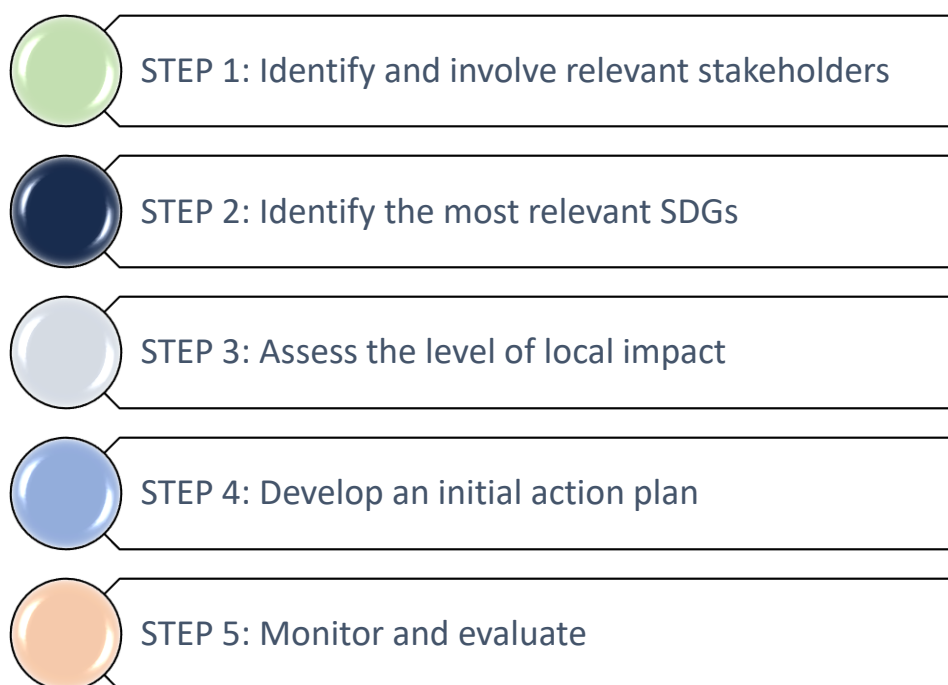 STEP 1: Identify and involve relevant stakeholders
STEP 2: Identify the most relevant SDGs
STEP 3: Assess the level of local impact
STEP 4: Develop an initial action plan
STEP 5: Monitor and evaluate